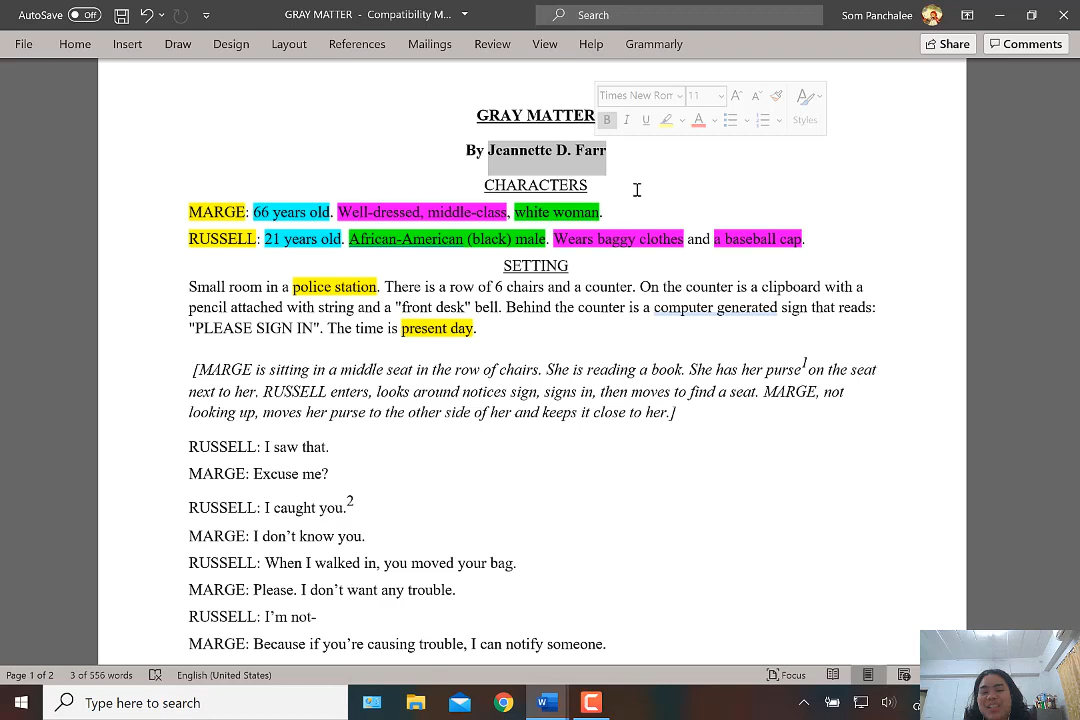 AutoSave Off GRAY MATTER - Compatibility M... Search Som Panchalee
File Home Insert Draw Design Layout References Mailings Review View Help Grammarly Share Comments
Times New Rom 11 Styles
B I U A
GRAY MATTER
By Jeannette D. Farr
CHARACTERS
MARGE: 66 years old. Well-dressed, middle-class, white woman.
RUSSELL: 21 years old. African-American (black) male. Wears baggy clothes and a baseball cap.
SETTING
Small room in a police station. There is a row of 6 chairs and a counter. On the counter is a clipboard with a
pencil attached with string and a "front desk" bell. Behind the counter is a computer generated sign that reads:
"PLEASE SIGN IN". The time is present day.
[MARGE is sitting in a middle seat in the row of chairs. She is reading a book. She has her purse1 on the seat
next to her. RUSSELL enters, looks around notices sign, signs in, then moves to find a seat. MARGE, not
looking up, moves her purse to the other side of her and keeps it close to her.]
RUSSELL: I saw that.
MARGE: Excuse me?
RUSSELL: I caught you.2
MARGE: I don't know you.
RUSSELL: When I walked in, you moved your bag.
MARGE: Please. I don't want any trouble.
RUSSELL: I'm not-
MARGE: Because if you're causing trouble, I can notify someone.
Page 1 of 2 3 of 556 words English (United States) Focus
Type here to search